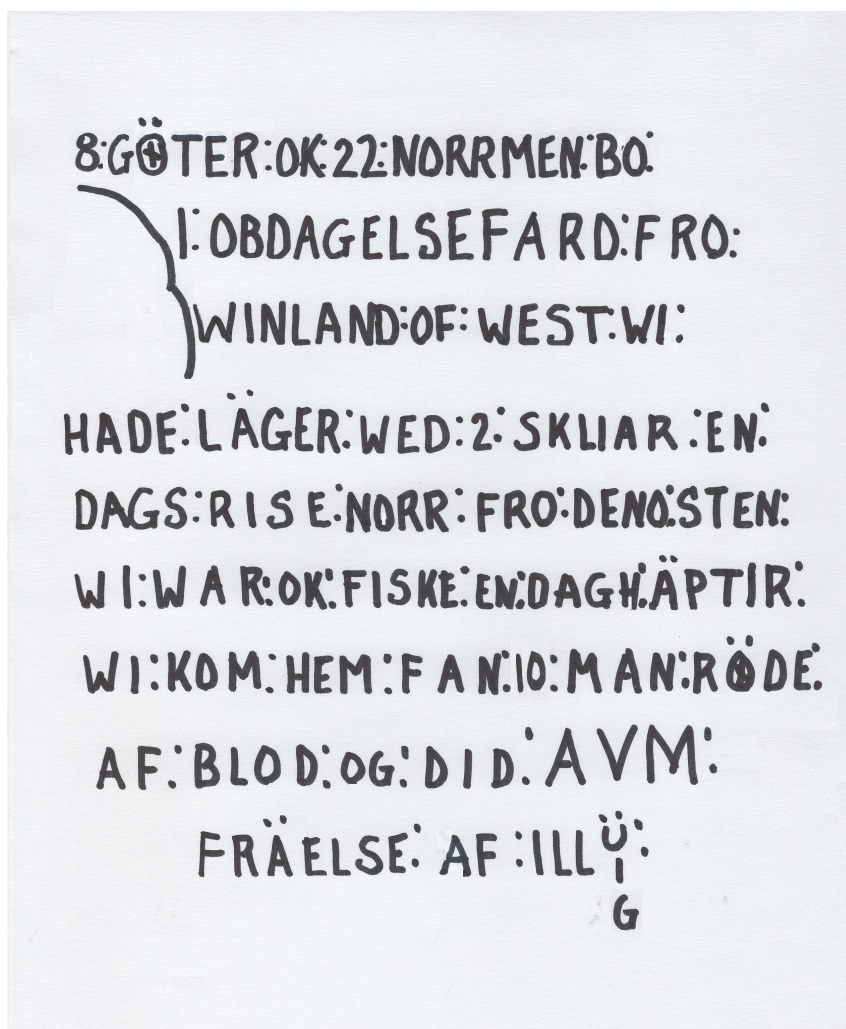 8:GÖTER:OK:22:NORRMEN:BO:
I:OBDAGELSEFARD:FRO:
WINLAND:OF:WEST:WI:
HADE:LÄGER:WED:2:SKLIAR:EN:
DAGS:RISE:NORR:FRO:DENO:STEN:
WI:WAR:OK:FISKE:EN:DAGH:ÄPTIR:
WI:KOM:HEM:FAN:10:MAN:RÖDE:
AF:BLOD:OG:DID:AVM:
FRÄELSE:AF:ILLÜ:
I
G